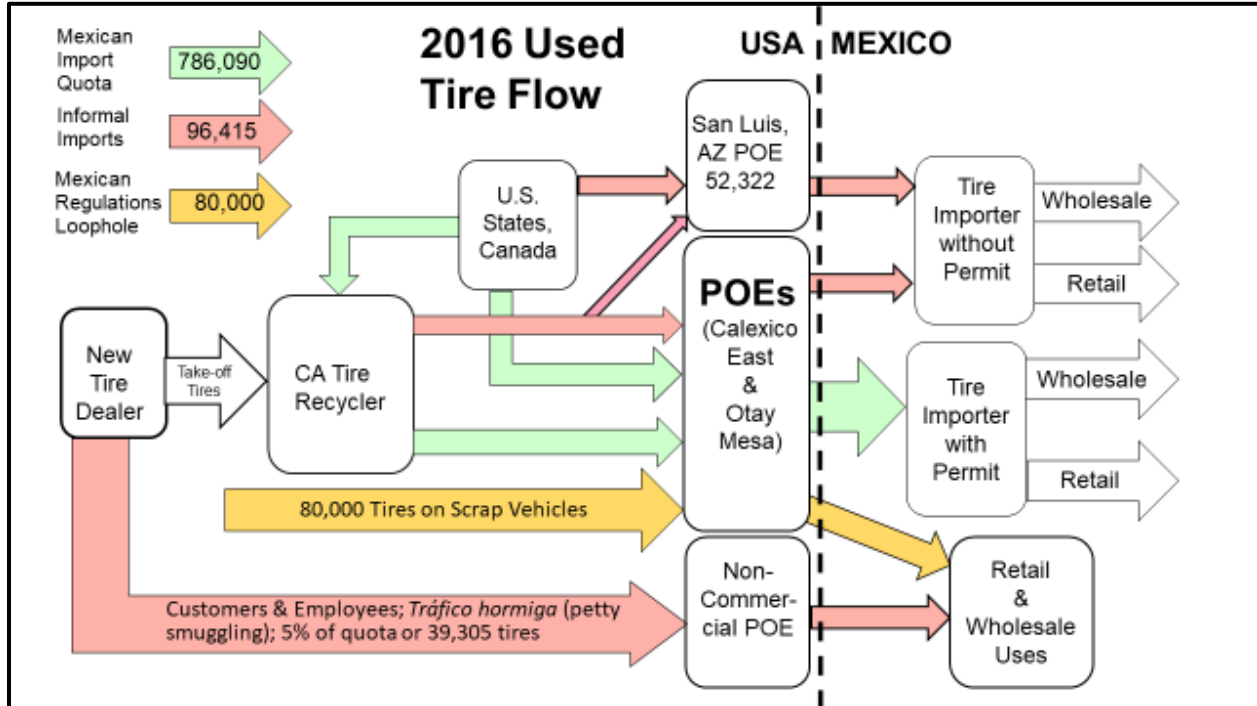 Mexican
Import
Quota
786,090
Informal
Imports
96,415
Mexican
Regulations
Loophole
80,000
2016 Used
Tire Flow
USA
MEXICO
San Luis,
AZ POE
52,322
U.S.
States,
Canada
Tire
Importer
without
Permit
Wholesale
Retail
New
Tire
Dealer
Take-off
Tires
CA Tire
Recycler
POEs
(Calexico
East
&
Otay
Mesa)
Tire
Importer
with
Permit
Wholesale
Retail
80,000 Tires on Scrap Vehicles
Customers & Employees; Tráfico hormiga (petty
smuggling); 5% of quota or 39,305 tires
Non-
Commer-
cial POE
Retail
&
Wholesale
Uses